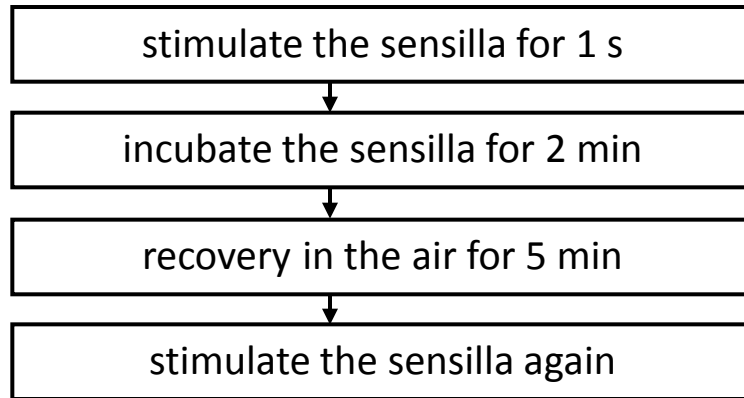 stimulate the sensilla for 1 s
incubate the sensilla for 2 min
recovery in the air for 5 min
stimulate the sensilla again